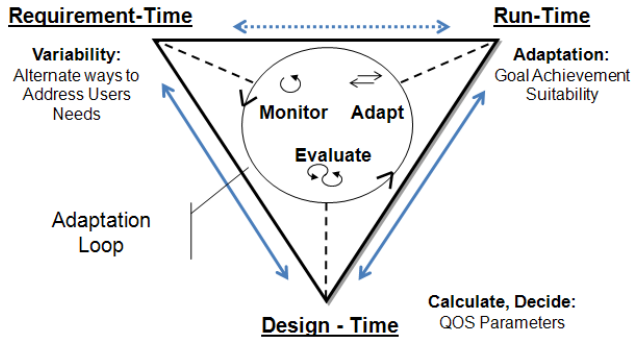 Requirement-Time
Run-Time
Variability:
Alternate ways to
Address Users
Needs
Adaptation:
Goal Achievement
Suitability
Monitor
Adapt
Evaluate
Adaptation
Loop
Calculate, Decide:
QOS Parameters
Design - Time